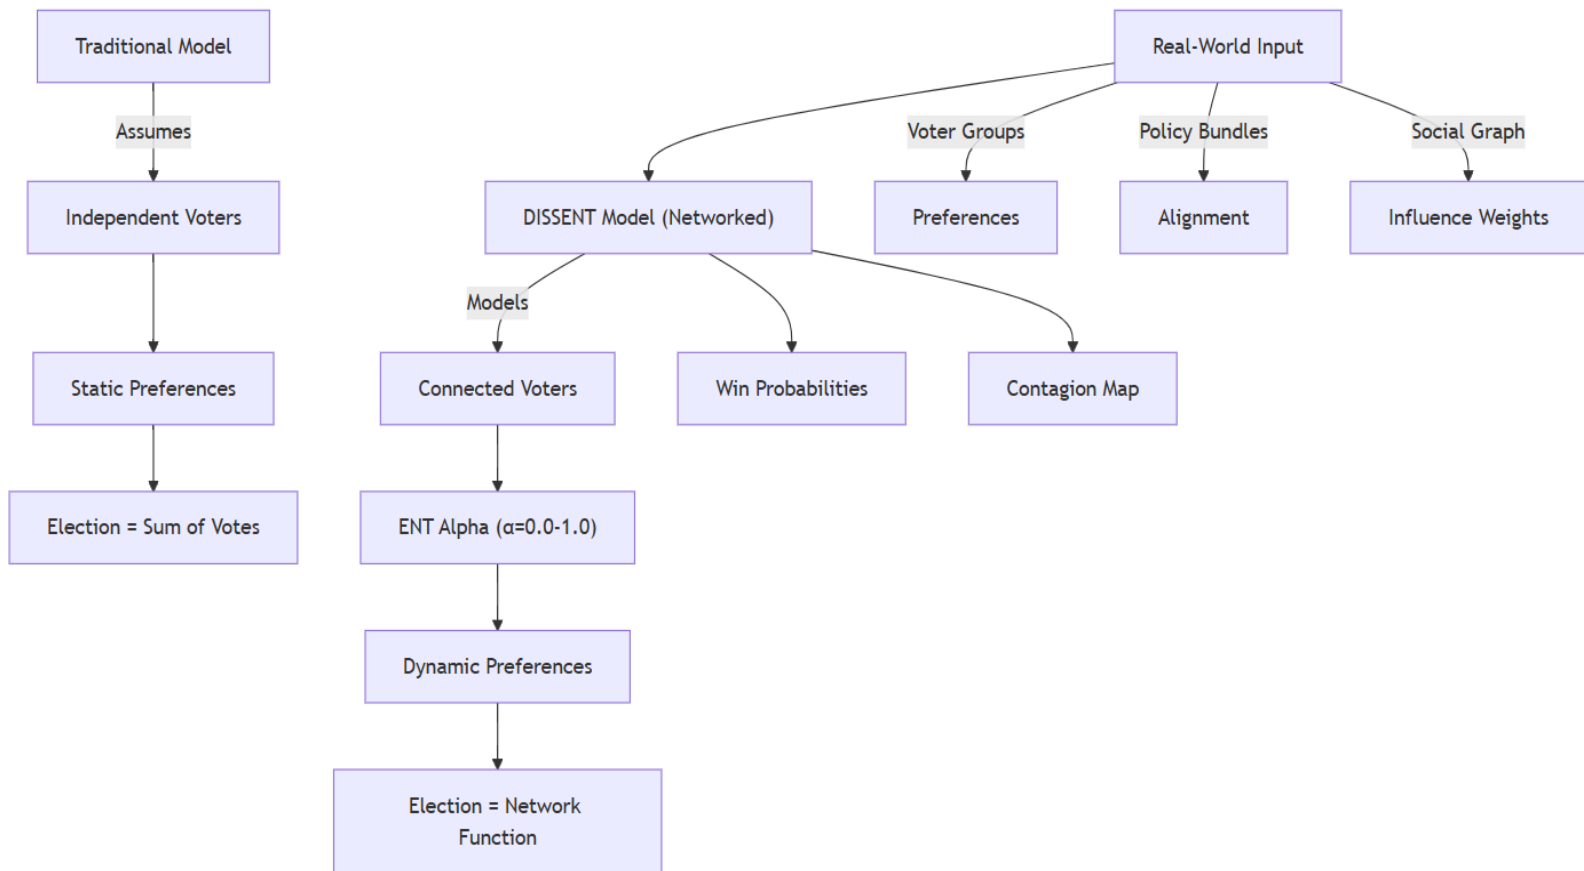 Traditional Model
Real-World Input
Assumes
Voter Groups
Policy Bundles
Social Graph
Independent Voters
DISSENT Model (Networked)
Preferences
Alignment
Influence Weights
Models
Static Preferences
Connected Voters
Win Probabilities
Contagion Map
Election = Sum of Votes
ENT Alpha (α=0.0-1.0)
Dynamic Preferences
Election = Network
Function